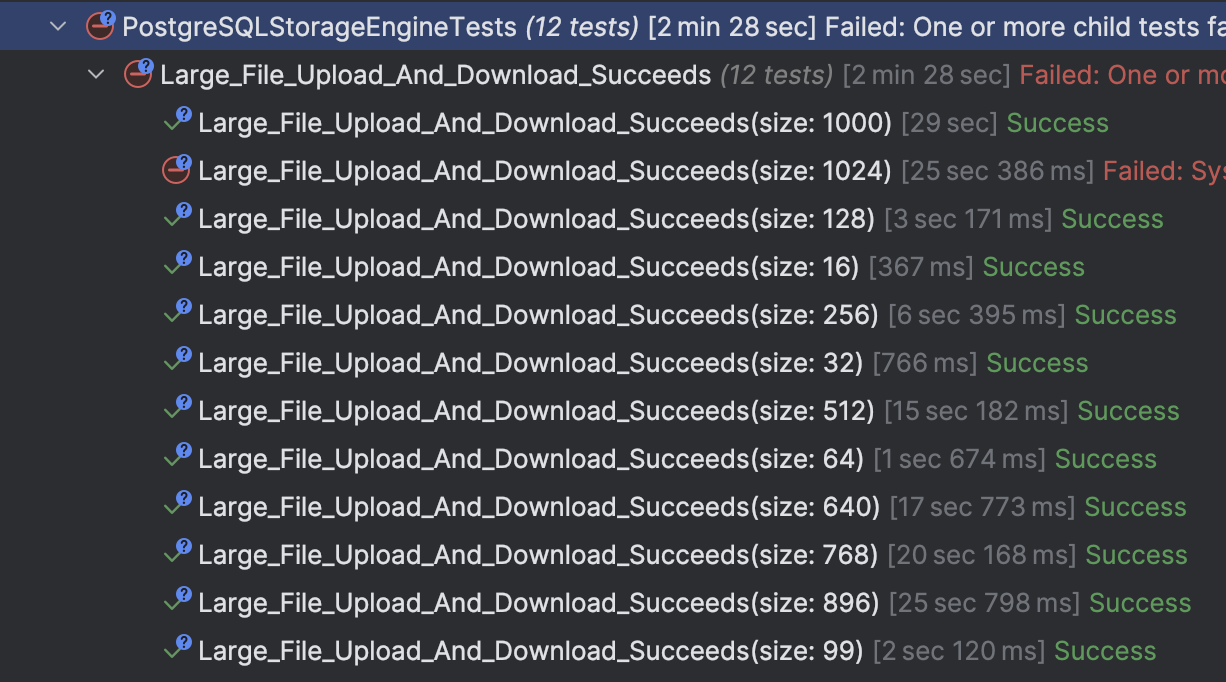 PostgreSQLStorageEngineTests (12 tests) [2 min 28 sec] Failed: One or more child tests fa
Large_File_Upload_And_Download_Succeeds (12 tests) [2 min 28 sec] Failed: One or mo
Large_File_Upload_And_Download_Succeeds(size: 1000) [29 sec] Success
Large_File_Upload_And_Download_Succeeds(size: 1024) [25 sec 386 ms] Failed: Sys
Large_File_Upload_And_Download_Succeeds(size: 128) [3 sec 171 ms] Success
Large_File_Upload_And_Download_Succeeds(size: 16) [367 ms] Success
Large_File_Upload_And_Download_Succeeds(size: 256) [6 sec 395 ms] Success
Large_File_Upload_And_Download_Succeeds(size: 32) [766 ms] Success
Large_File_Upload_And_Download_Succeeds(size: 512) [15 sec 182 ms] Success
Large_File_Upload_And_Download_Succeeds(size: 64) [1 sec 674 ms] Success
Large_File_Upload_And_Download_Succeeds(size: 640) [17 sec 773 ms] Success
Large_File_Upload_And_Download_Succeeds(size: 768) [20 sec 168 ms] Success
Large_File_Upload_And_Download_Succeeds(size: 896) [25 sec 798 ms] Success
Large_File_Upload_And_Download_Succeeds(size: 99) [2 sec 120 ms] Success